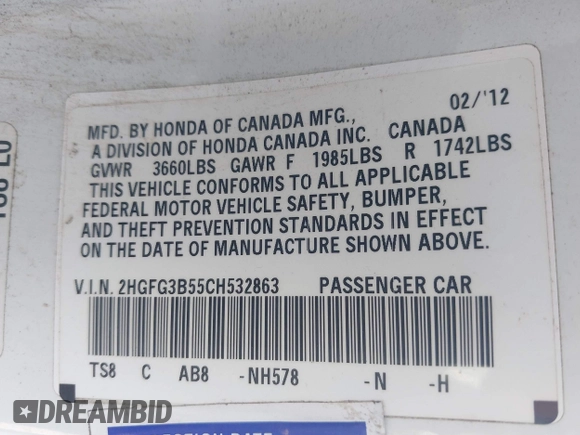 02/'12
MFD. BY HONDA OF CANADA MFG.,
A DIVISION OF HONDA CANADA INC. CANADA
GVWR 3660LBS GAWR F 1985LBS R 1742LBS
THIS VEHICLE CONFORMS TO ALL APPLICABLE
FEDERAL MOTOR VEHICLE SAFETY, BUMPER,
AND THEFT PREVENTION STANDARDS IN EFFECT
ON THE DATE OF MANUFACTURE SHOWN ABOVE.
V.I.N. 2HGFG3B55CH532863 PASSENGER CAR
TS8 C AB8 -NH578 -N -H
DREAMBID